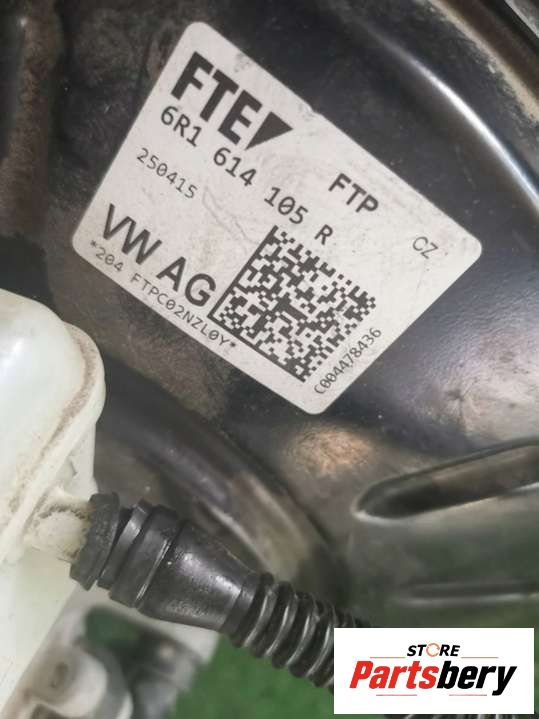 FTE
FTP
CZ
6R1 614 105 R
250415
VW AG
*204 FTPC02NZL0Y*
C004478436
STORE
Partsbery